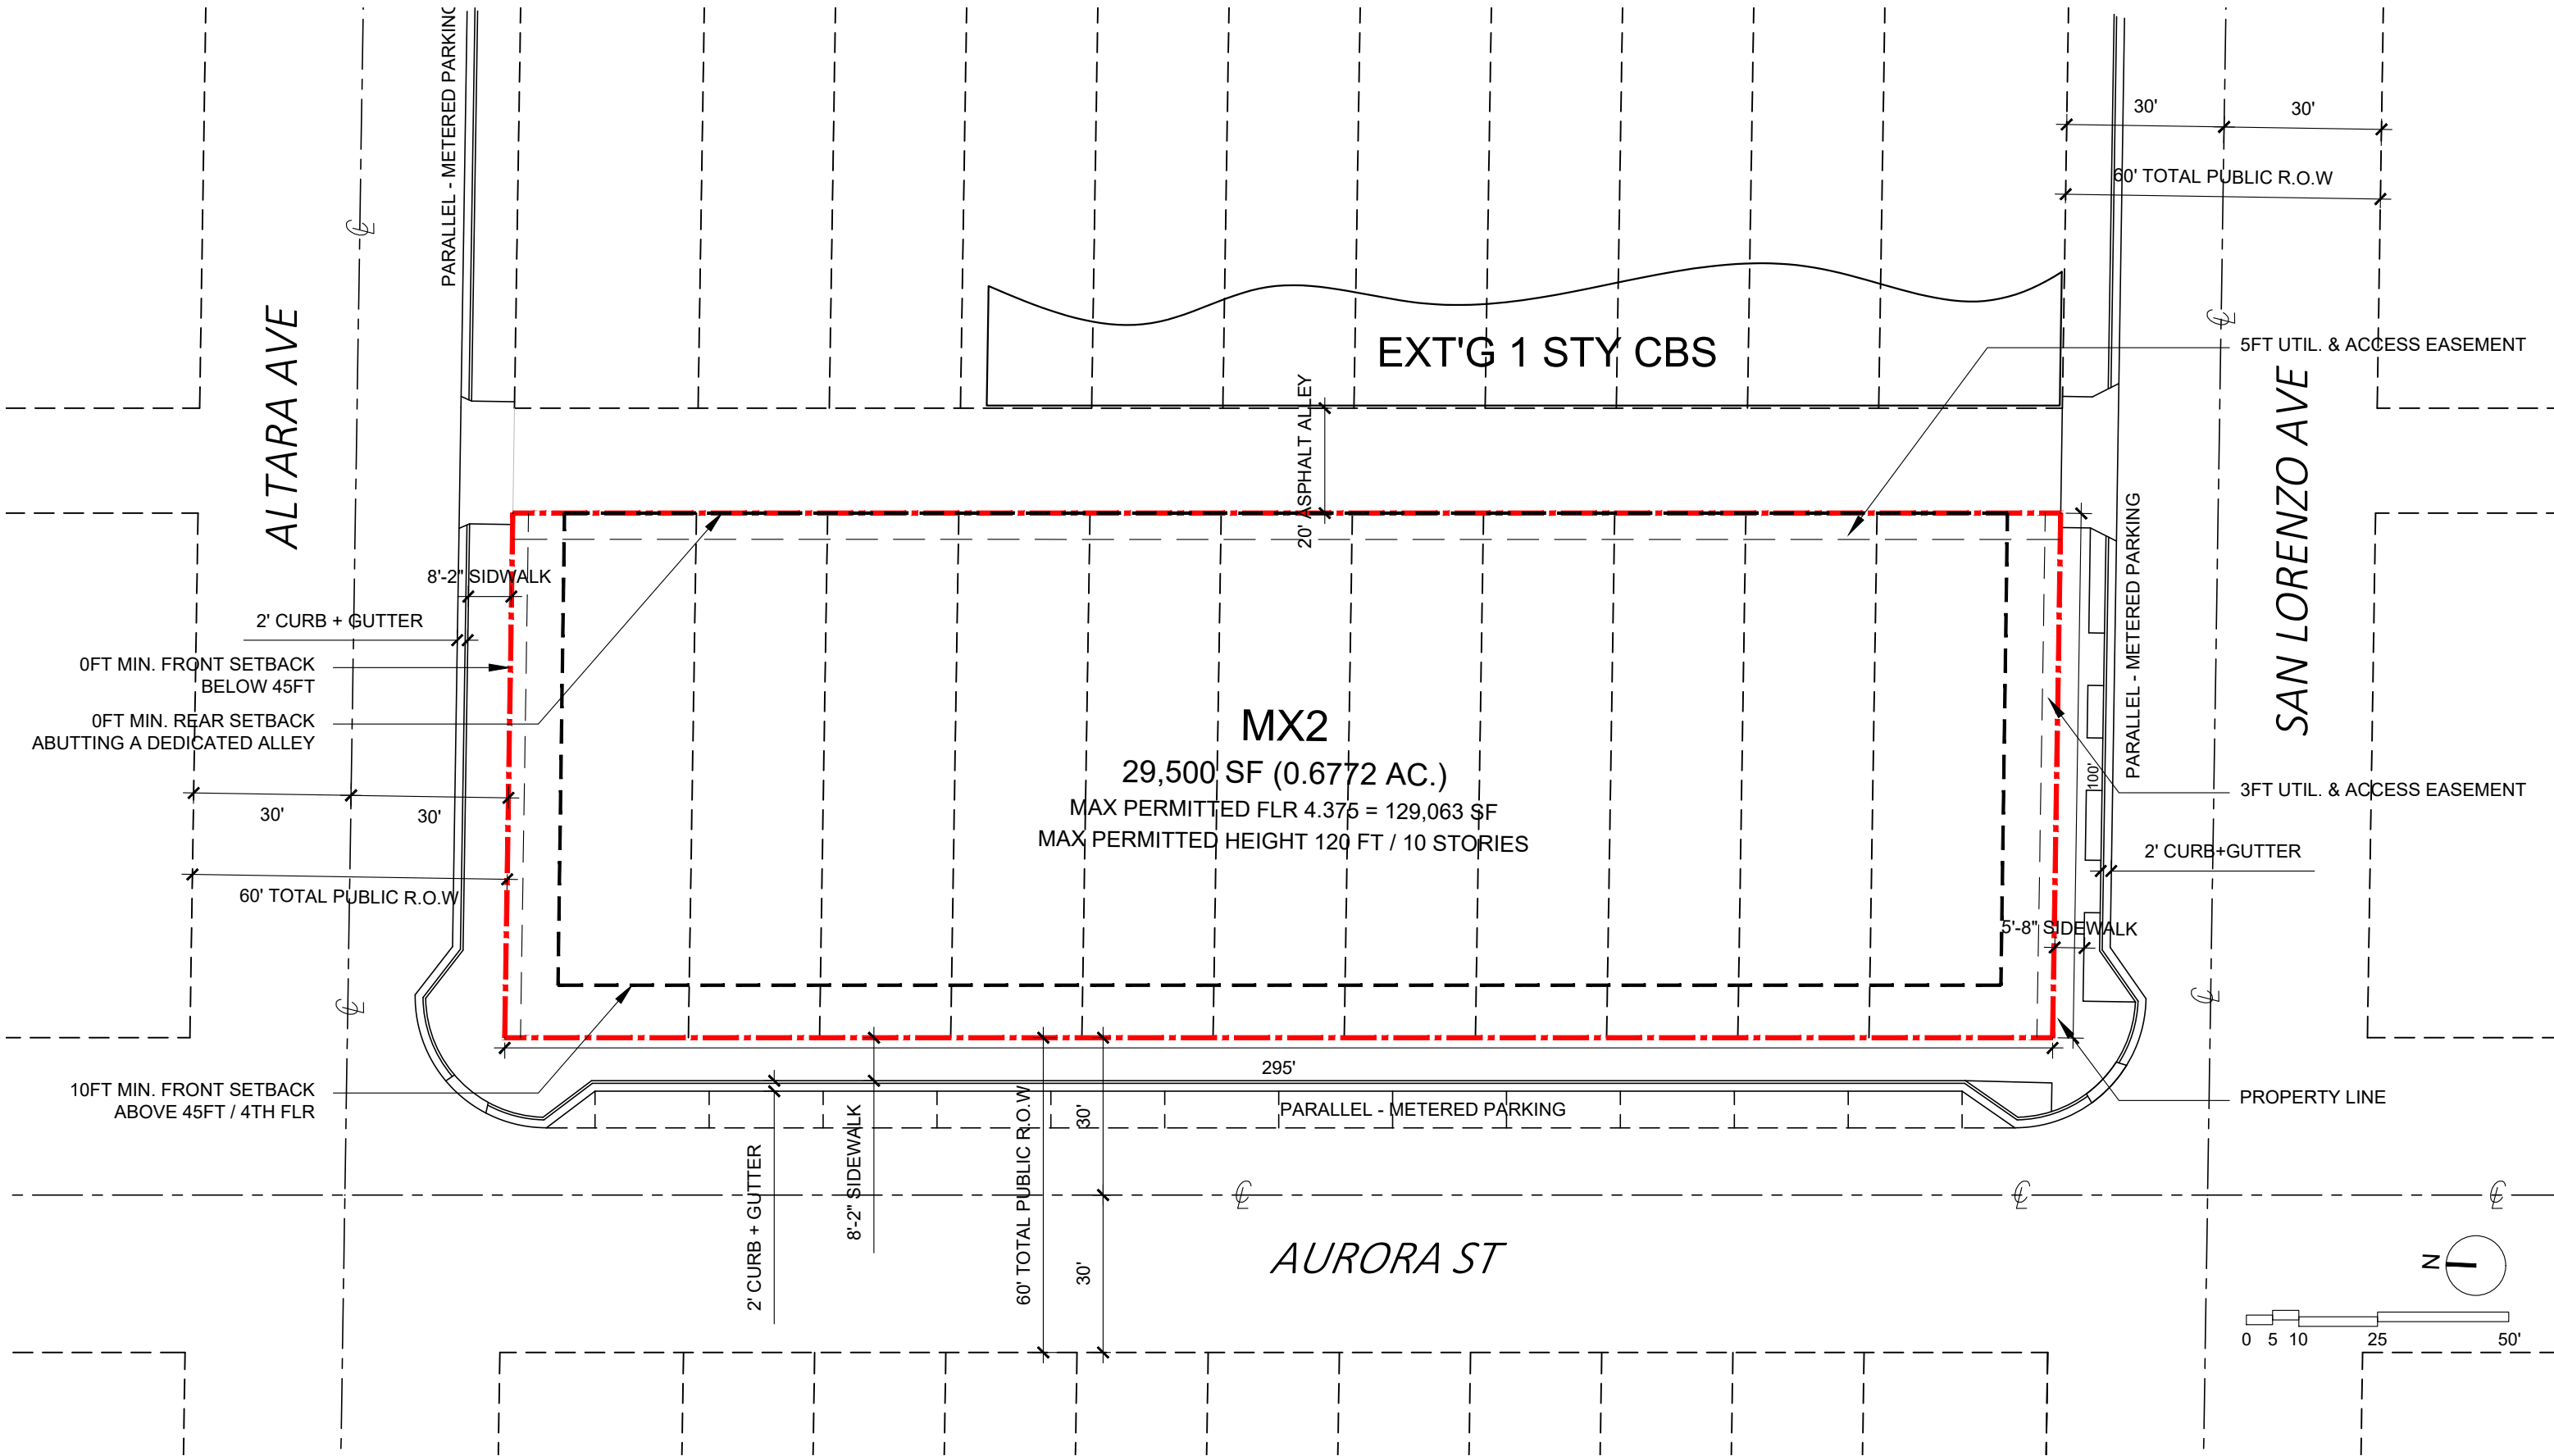 PARALLEL - METERED PARKING
30'
30'
60' TOTAL PUBLIC R.O.W
ALTARA AVE
EXT'G 1 STY CBS
5FT UTIL. & ACCESS EASEMENT
SAN LORENZO AVE
20' ASPHALT ALLEY
8'-2" SIDWALK
2' CURB + GUTTER
0FT MIN. FRONT SETBACK
BELOW 45FT
0FT MIN. REAR SETBACK
ABUTTING A DEDICATED ALLEY
30'
30'
60' TOTAL PUBLIC R.O.W
MX2
29,500 SF (0.6772 AC.)
MAX PERMITTED FLR 4.375 = 129,063 SF
MAX PERMITTED HEIGHT 120 FT / 10 STORIES
PARALLEL - METERED PARKING
100'
3FT UTIL. & ACCESS EASEMENT
2' CURB+GUTTER
5'-8" SIDEWALK
10FT MIN. FRONT SETBACK
ABOVE 45FT / 4TH FLR
295'
PARALLEL - METERED PARKING
PROPERTY LINE
2' CURB + GUTTER
8'-2" SIDEWALK
60' TOTAL PUBLIC R.O.W
30'
30'
AURORA ST
N
0 5 10 25 50'